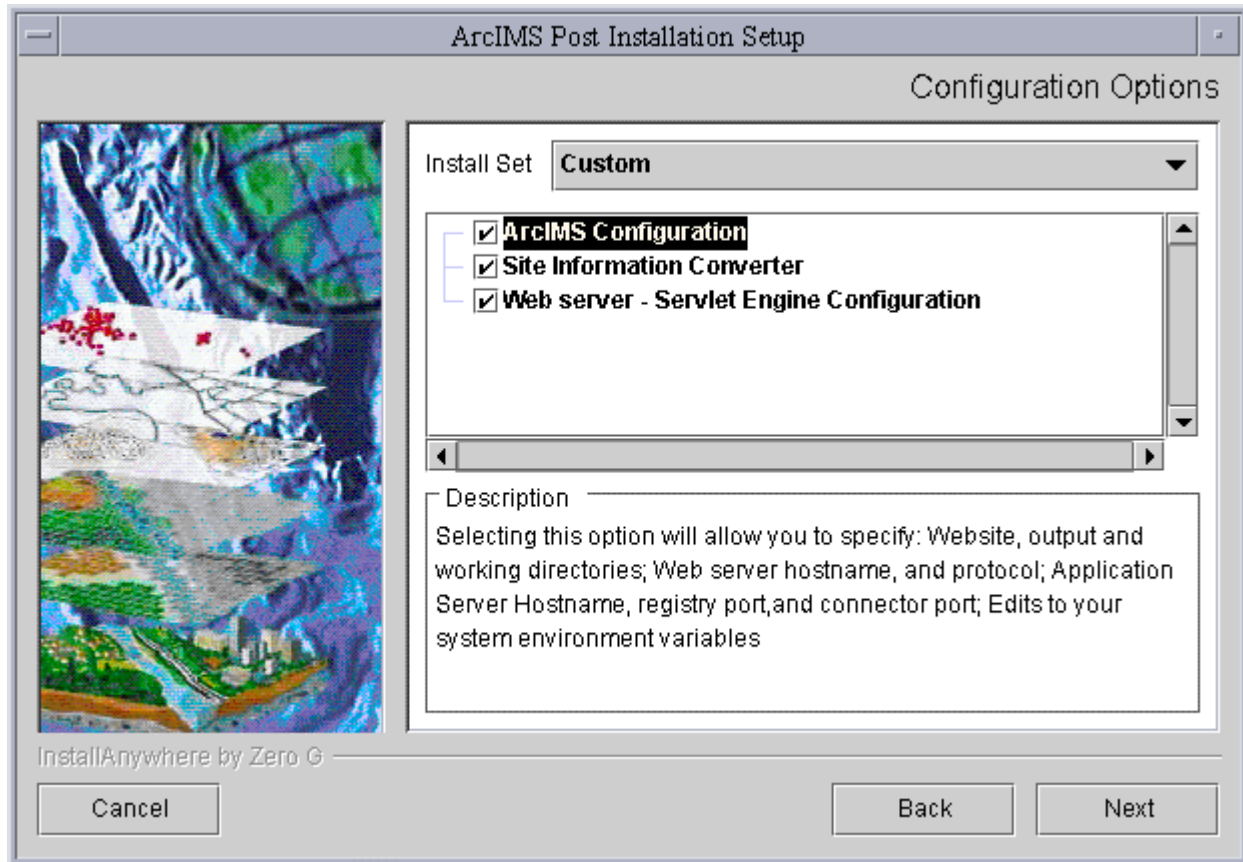 ArcIMS Post Installation Setup
Configuration Options
Install Set Custom
ArcIMS Configuration
Site Information Converter
Web server - Servlet Engine Configuration
Description
Selecting this option will allow you to specify: Website, output and
working directories; Web server hostname, and protocol; Application
Server Hostname, registry port,and connector port; Edits to your
system environment variables
InstallAnywhere by Zero G
Cancel Back Next